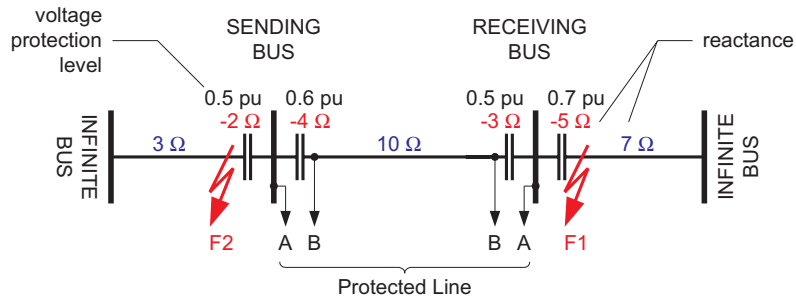 voltage
protection
level
SENDING
BUS
RECEIVING
BUS
reactance
0.5 pu
-2 Ω
0.6 pu
-4 Ω
0.5 pu
-3 Ω
0.7 pu
-5 Ω
INFINITE
BUS
3 Ω
10 Ω
7 Ω
INFINITE
BUS
F2
A
B
B
A
F1
Protected Line